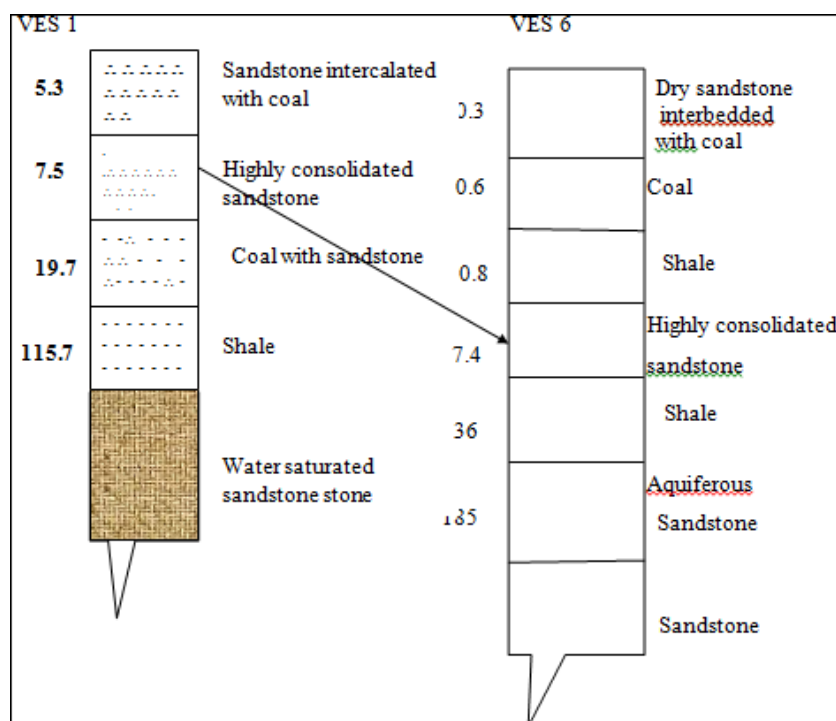 VES 1
5.3
Sandstone intercalated
with coal
7.5
Highly consolidated
sandstone
19.7
Coal with sandstone
115.7
Shale
Water saturated
sandstone stone
VES 6
Dry sandstone
interbedded
with coal
0.6
Coal
0.8
Shale
7.4
Highly consolidated
sandstone
36
Shale
Aquiferous
Sandstone
Sandstone